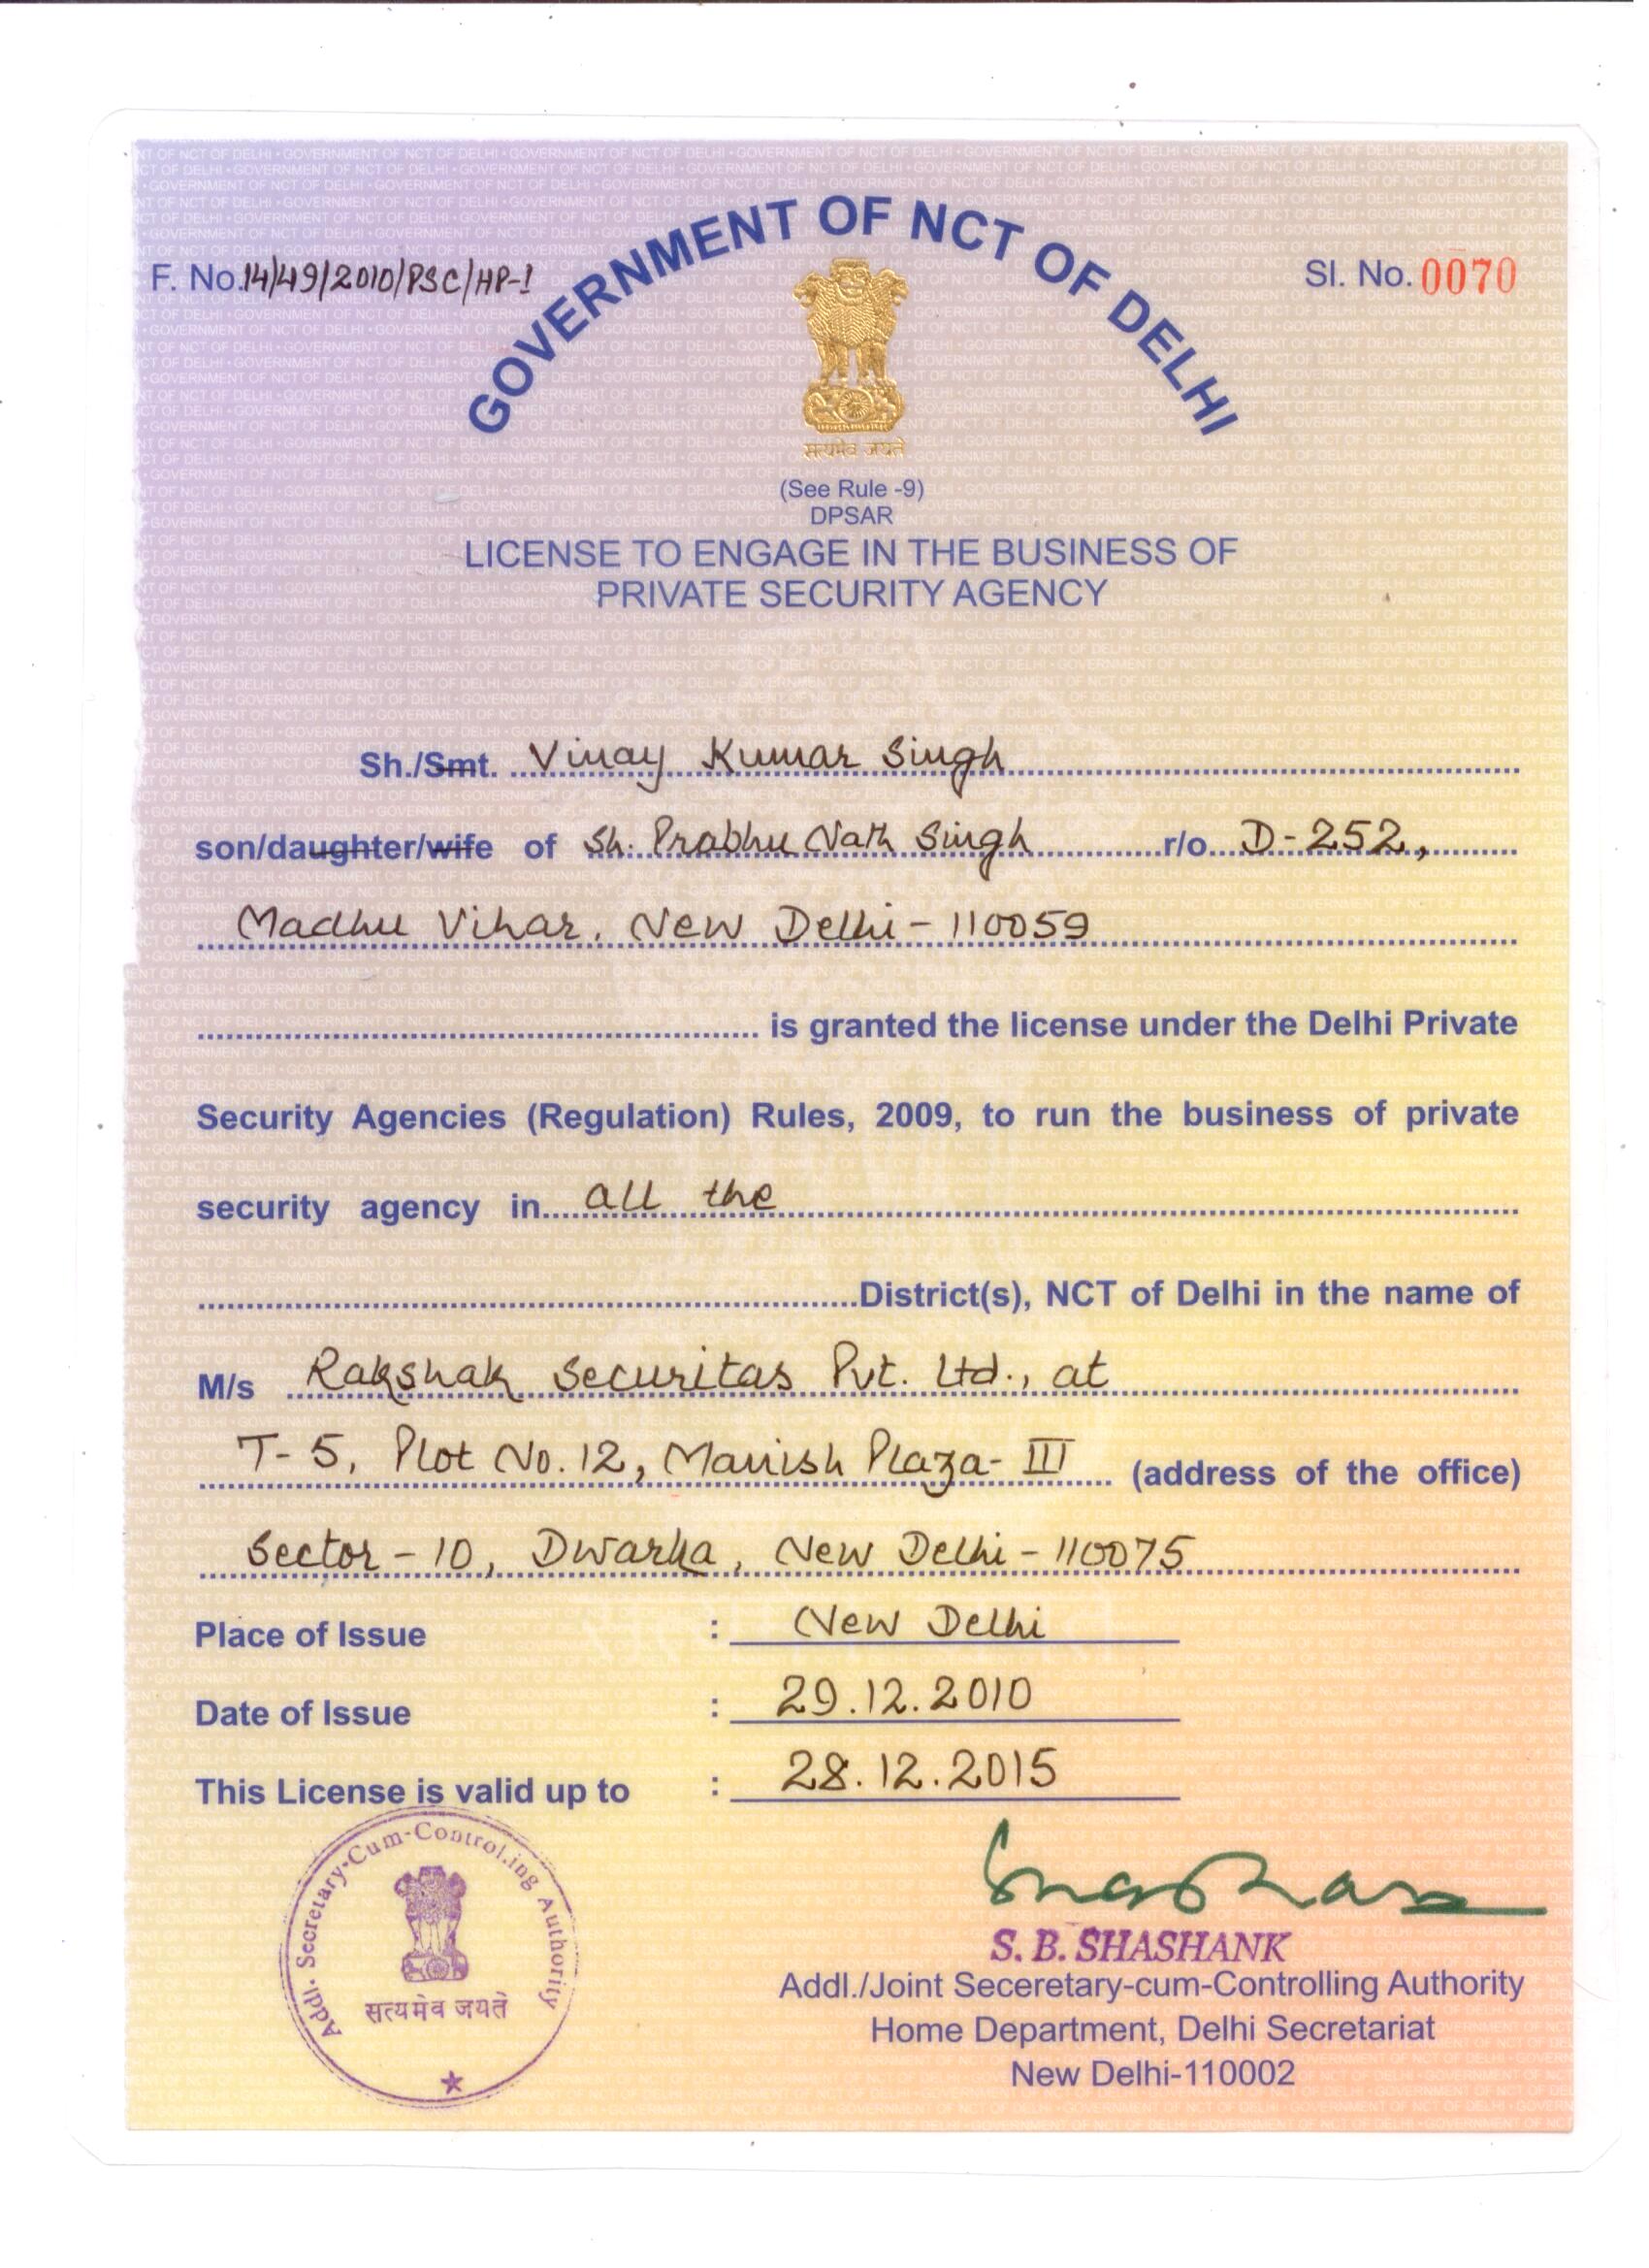 GOVERNMENT OF NCT OF DELHI
F. No. 14/49/2010/PSC/HP-1
Sl. No. 0070
सत्यमेव जयते
(See Rule -9)
DPSAR
LICENSE TO ENGAGE IN THE BUSINESS OF
PRIVATE SECURITY AGENCY
Sh./Smt. Vinay Kumar Singh
son/daughter/wife of Sh. Prabhu Nath Singh r/o D-252,
Madhu Vihar, New Delhi - 110059
is granted the license under the Delhi Private
Security Agencies (Regulation) Rules, 2009, to run the business of private
security agency in all the
District(s), NCT of Delhi in the name of
M/s Rakshak Securitas Pvt. Ltd., at
T-5, Plot No. 12, Manish Plaza-III (address of the office)
Sector - 10, Dwarka, New Delhi - 110075
Place of Issue : New Delhi
Date of Issue : 29.12.2010
This License is valid up to : 28.12.2015
Addl. Secretary-Cum-Controling Authority
सत्यमेव जयते
S. B. SHASHANK
Addl./Joint Seceretary-cum-Controlling Authority
Home Department, Delhi Secretariat
New Delhi-110002